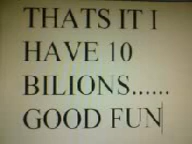 THATS IT I
HAVE 10
BILIONS......
GOOD FUN